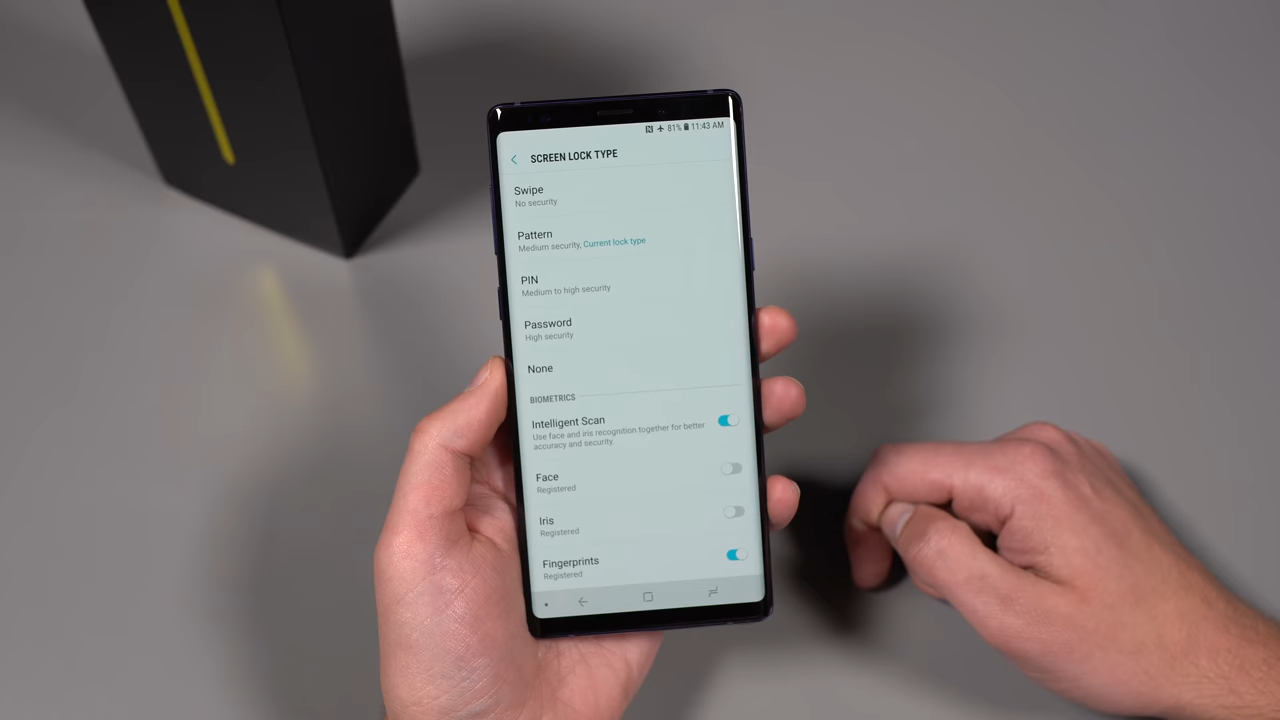 81% 11:43 AM
SCREEN LOCK TYPE
Swipe
No security
Pattern
Medium security, Current lock type
PIN
Medium to high security
Password
High security
None
BIOMETRICS
Intelligent Scan
Use face and iris recognition together for better
accuracy and security.
Face
Registered
Iris
Registered
Fingerprints
Registered